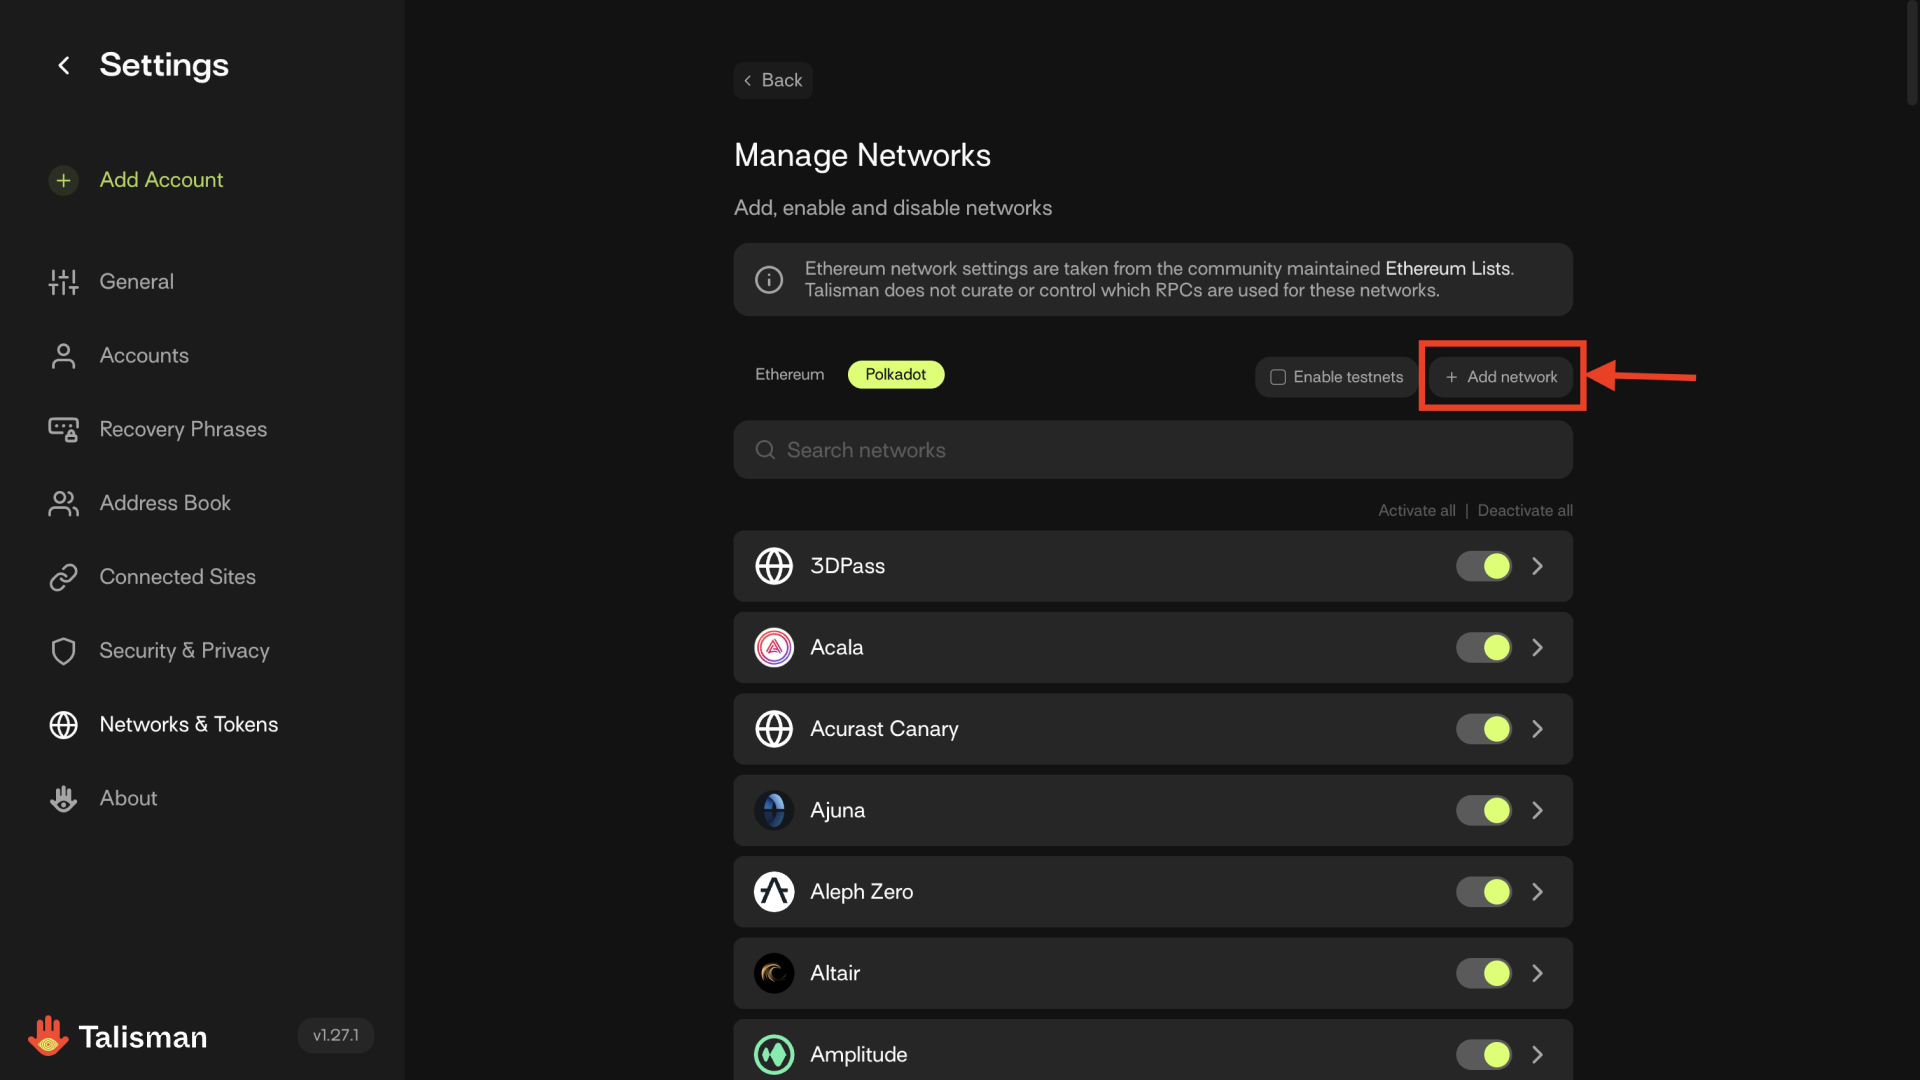 Settings
Add Account
General
Accounts
Recovery Phrases
Address Book
Connected Sites
Security & Privacy
Networks & Tokens
About
Talisman
v1.27.1
Back
Manage Networks
Add, enable and disable networks
Ethereum network settings are taken from the community maintained Ethereum Lists.
Talisman does not curate or control which RPCs are used for these networks.
Ethereum Polkadot Enable testnets + Add network
Search networks
Activate all | Deactivate all
3DPass
Acala
Acurast Canary
Ajuna
Aleph Zero
Altair
Amplitude